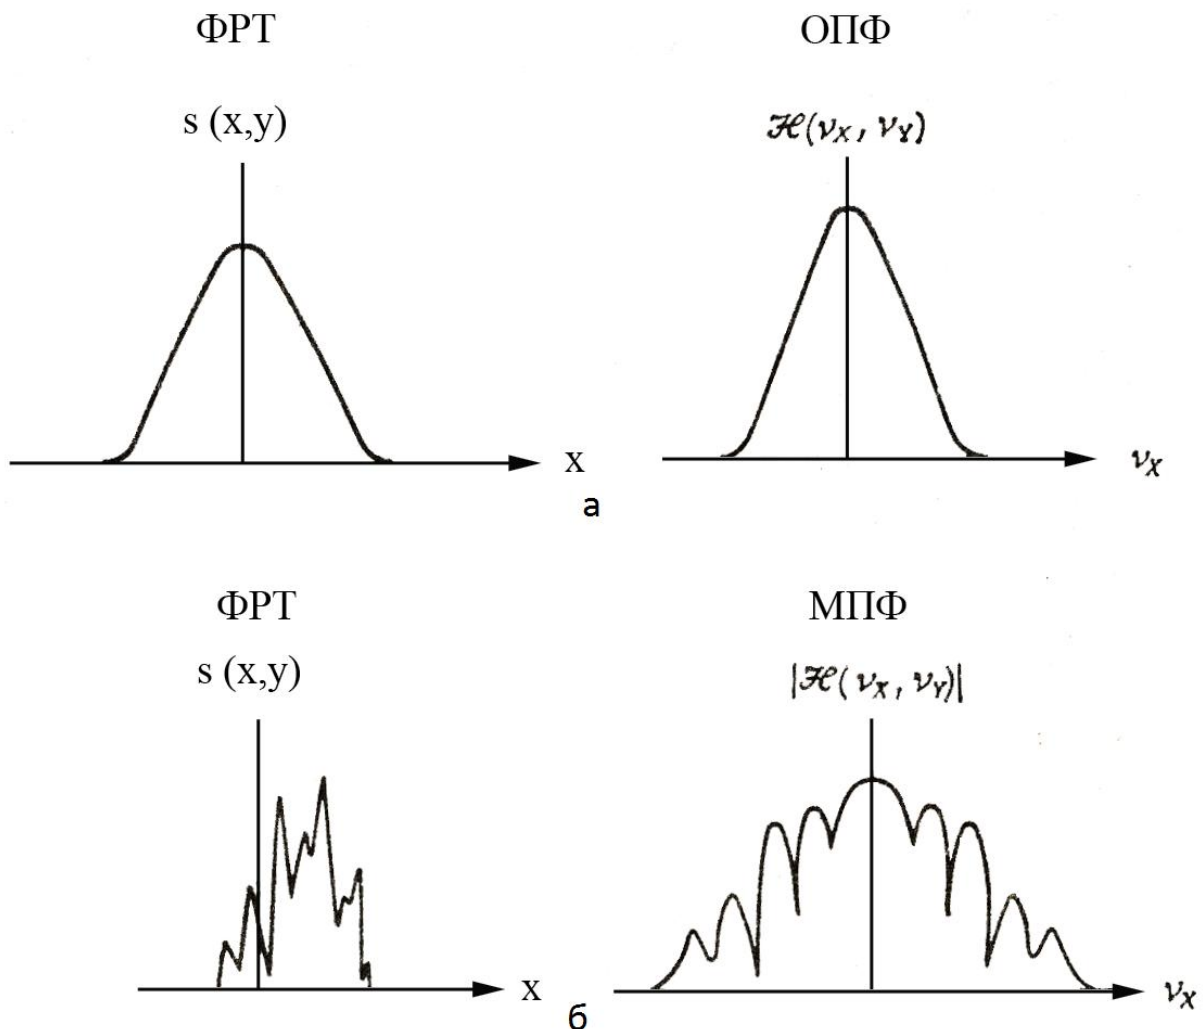 ФРТ
ОПФ
s (x,y)
ℋ(νX, νY)
x
νX
а
ФРТ
МПФ
s (x,y)
|ℋ(νX, νY)|
x
νX
б